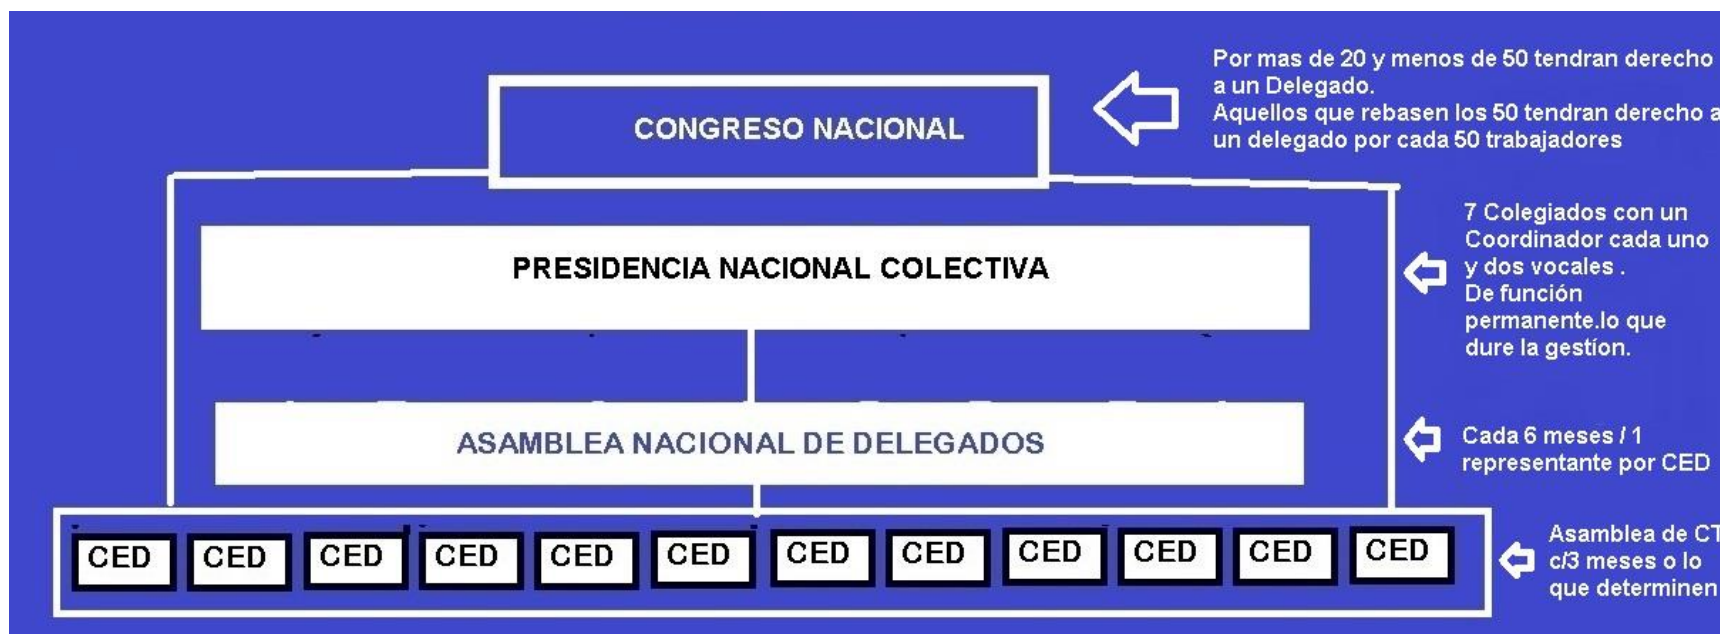 Por mas de 20 y menos de 50 tendran derecho
a un Delegado.
Aquellos que rebasen los 50 tendran derecho a
un delegado por cada 50 trabajadores
CONGRESO NACIONAL
7 Colegiados con un
Coordinador cada uno
y dos vocales .
De función
permanente.lo que
dure la gestíon.
PRESIDENCIA NACIONAL COLECTIVA
ASAMBLEA NACIONAL DE DELEGADOS
Cada 6 meses / 1
representante por CED
CED CED CED CED CED CED CED CED CED CED CED CED
Asamblea de CT
c/3 meses o lo
que determinen